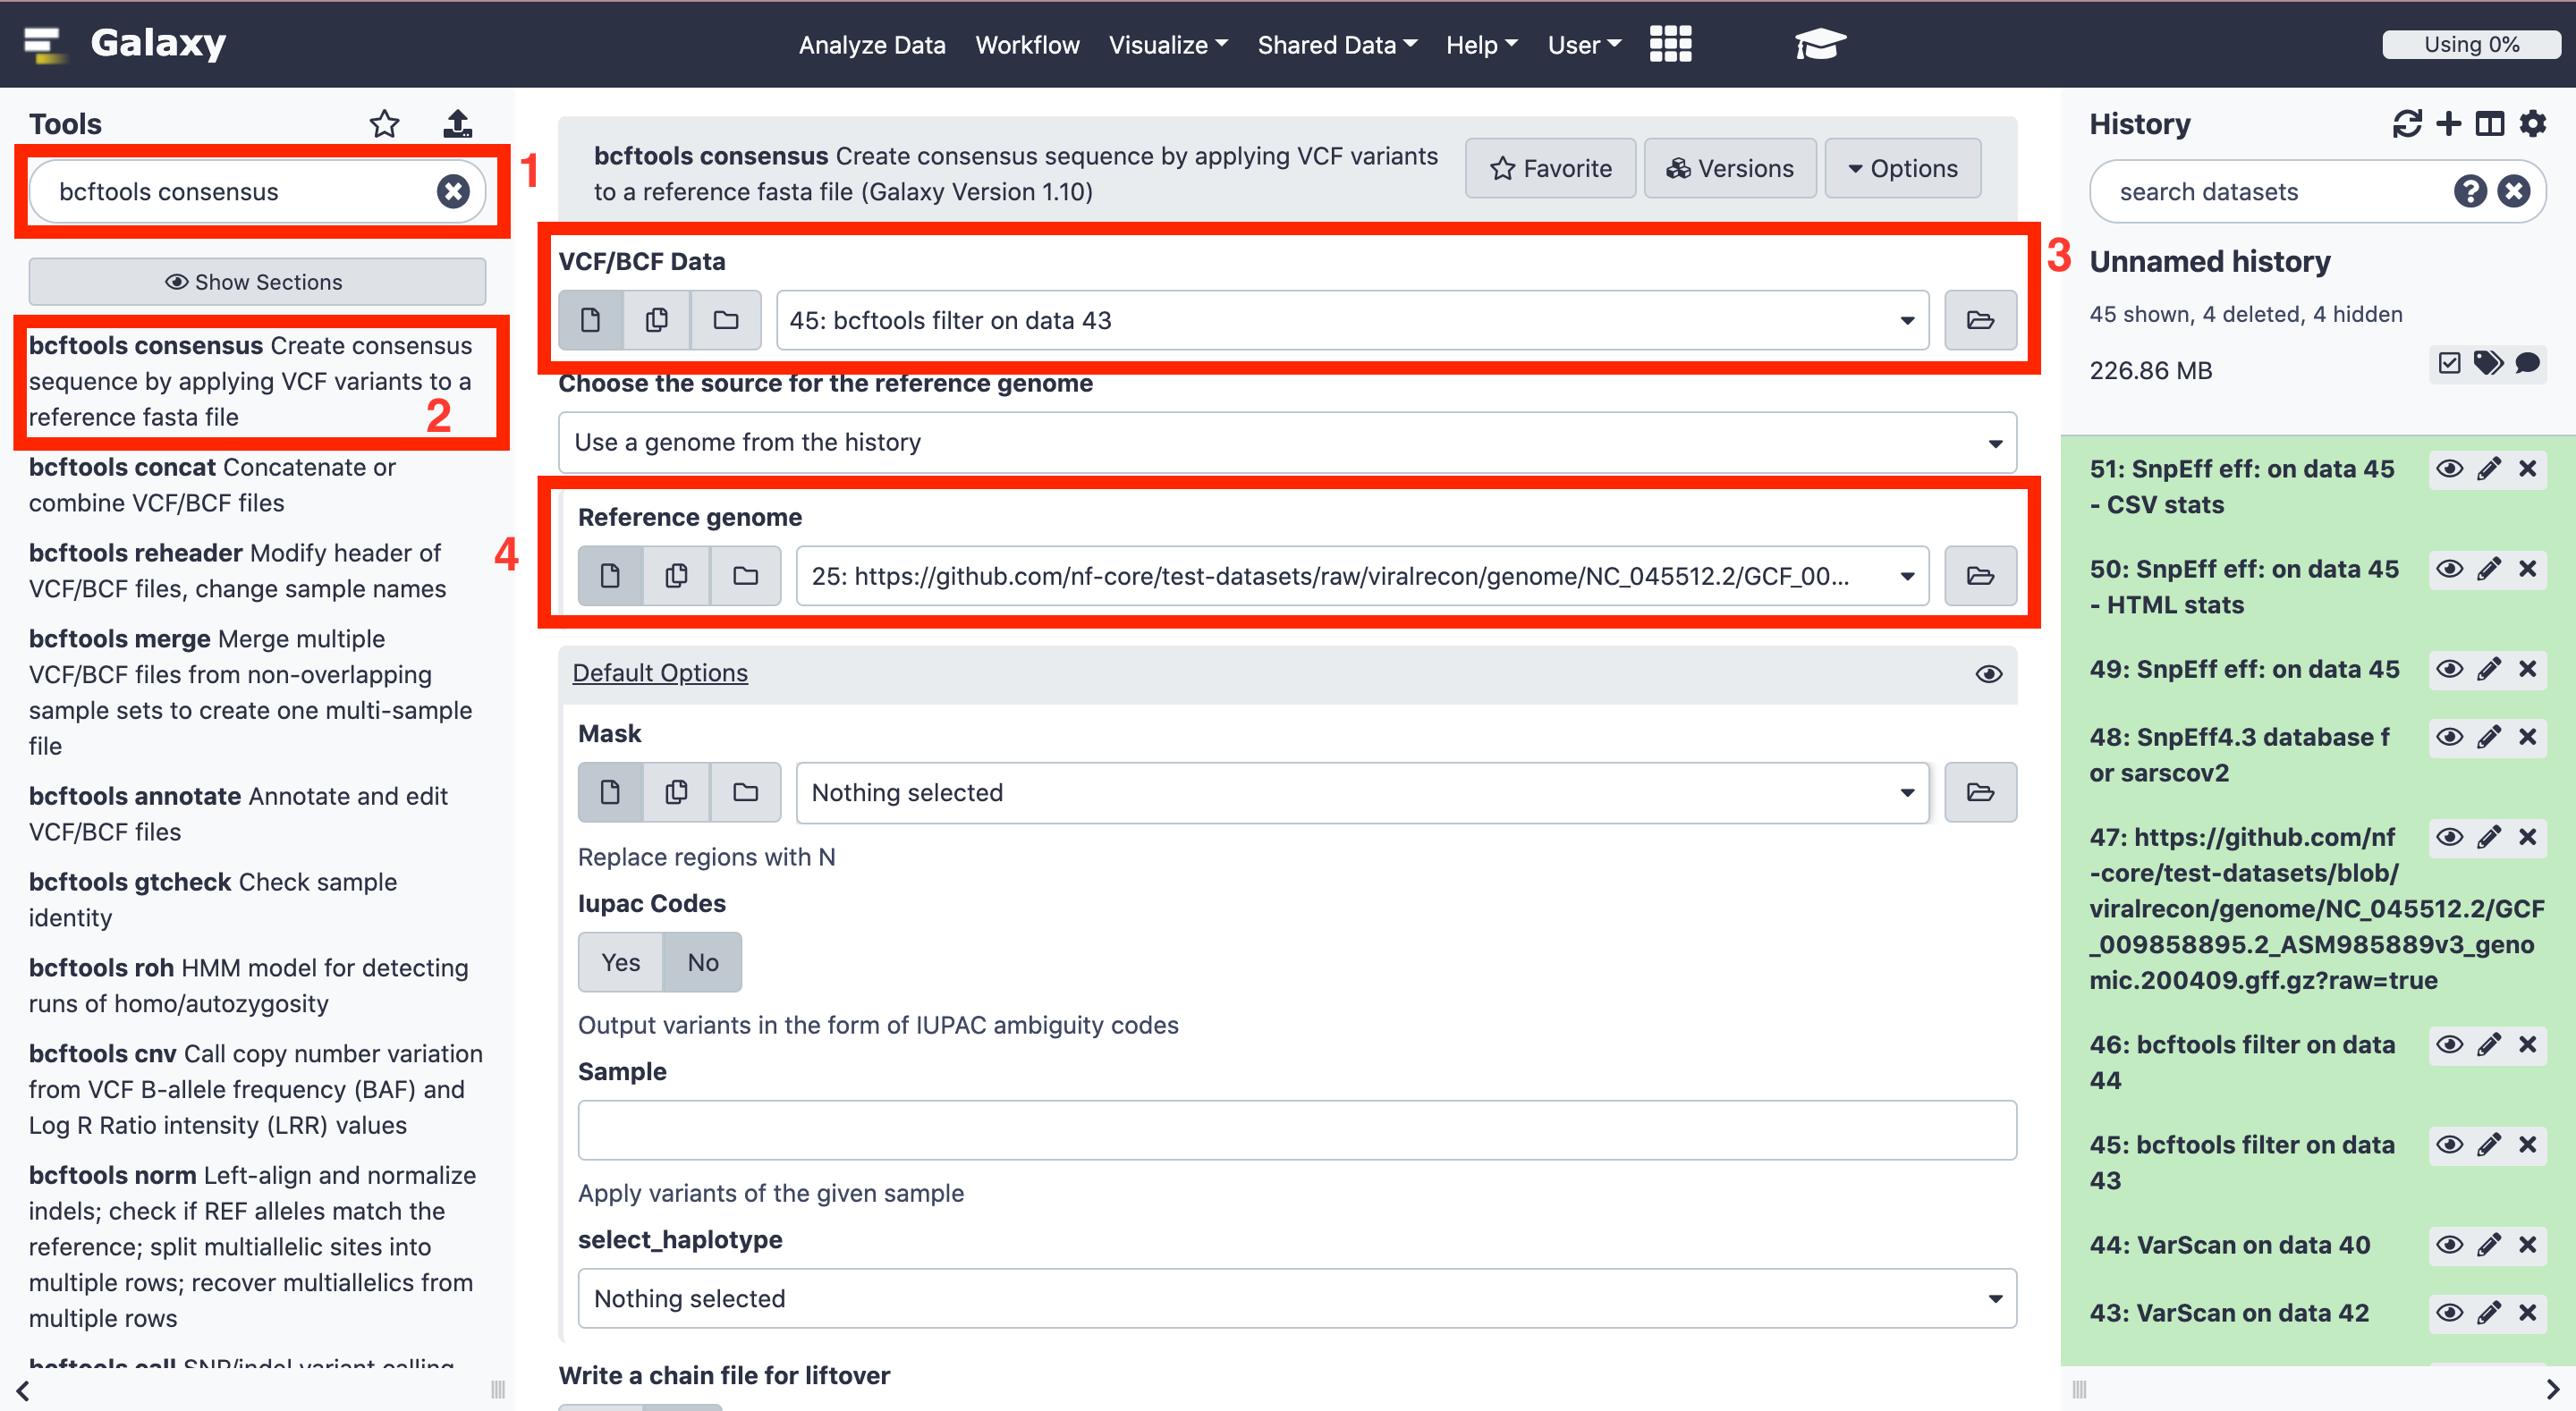 Galaxy
Analyze Data
Workflow
Visualize
Shared Data
Help
User
Using 0%
Tools
bcftools consensus
1
Show Sections
bcftools consensus Create consensus
sequence by applying VCF variants to a
reference fasta file
2
bcftools concat Concatenate or
combine VCF/BCF files
bcftools reheader Modify header of
VCF/BCF files, change sample names
bcftools merge Merge multiple
VCF/BCF files from non-overlapping
sample sets to create one multi-sample
file
bcftools annotate Annotate and edit
VCF/BCF files
bcftools gtcheck Check sample
identity
bcftools roh HMM model for detecting
runs of homo/autozygosity
bcftools cnv Call copy number variation
from VCF B-allele frequency (BAF) and
Log R Ratio intensity (LRR) values
bcftools norm Left-align and normalize
indels; check if REF alleles match the
reference; split multiallelic sites into
multiple rows; recover multiallelics from
multiple rows
bcftools call SNP/indel variant calling
bcftools consensus Create consensus sequence by applying VCF variants
to a reference fasta file (Galaxy Version 1.10)
Favorite
Versions
Options
VCF/BCF Data
3
45: bcftools filter on data 43
Choose the source for the reference genome
Use a genome from the history
Reference genome
4
25: https://github.com/nf-core/test-datasets/raw/viralrecon/genome/NC_045512.2/GCF_00...
Default Options
Mask
Nothing selected
Replace regions with N
Iupac Codes
Yes
No
Output variants in the form of IUPAC ambiguity codes
Sample
Apply variants of the given sample
select_haplotype
Nothing selected
Write a chain file for liftover
History
search datasets
Unnamed history
45 shown, 4 deleted, 4 hidden
226.86 MB
51: SnpEff eff: on data 45
- CSV stats
50: SnpEff eff: on data 45
- HTML stats
49: SnpEff eff: on data 45
48: SnpEff4.3 database f
or sarscov2
47: https://github.com/nf
-core/test-datasets/blob/
viralrecon/genome/NC_045512.2/GCF
_009858895.2_ASM985889v3_geno
mic.200409.gff.gz?raw=true
46: bcftools filter on data
44
45: bcftools filter on data
43
44: VarScan on data 40
43: VarScan on data 42